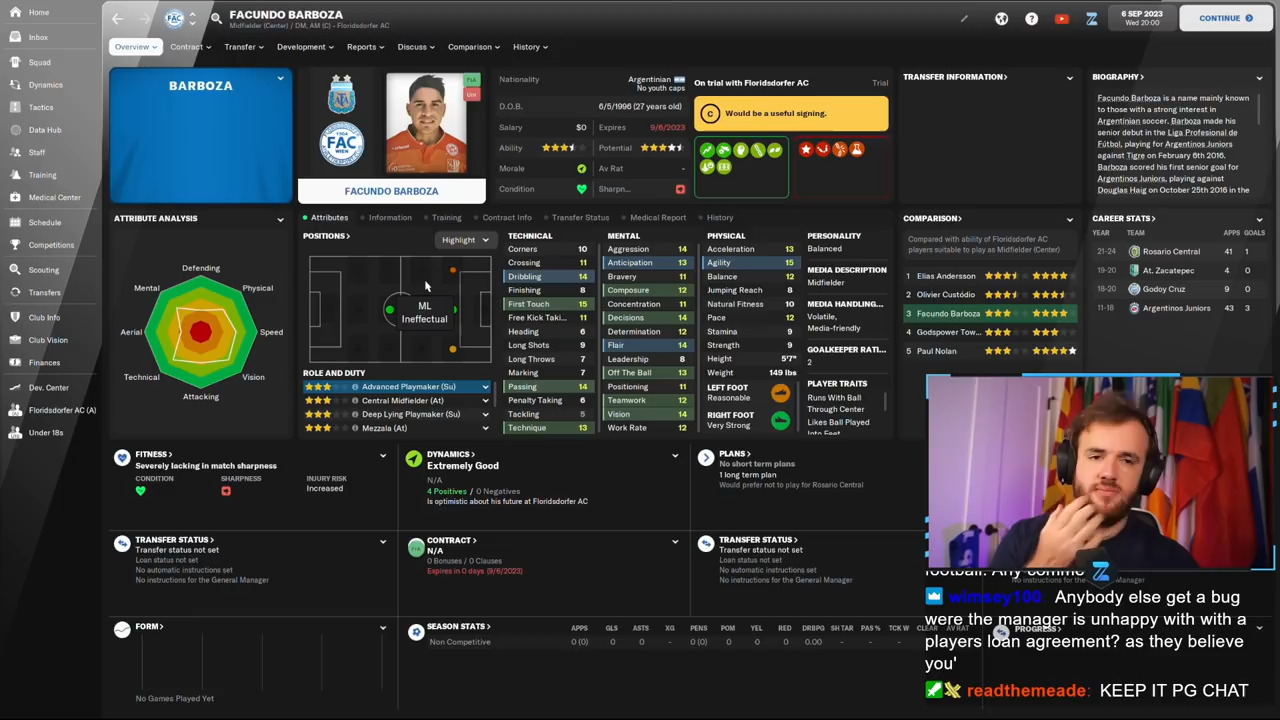 Home
Inbox
Squad
Dynamics
Tactics
Data Hub
Staff
Training
Medical Center
Schedule
Competitions
Scouting
Transfers
Club Info
Club Vision
Finances
Dev. Center
Floridsdorfer AC (A)
Under 18s
FACUNDO BARBOZA
Midfielder (Center) / DM, AM (C) - Floridsdorfer AC
6 SEP 2023
Wed 20:00
CONTINUE
Overview
Contract
Transfer
Development
Reports
Discuss
Comparison
History
BARBOZA
FAC
FACUNDO BARBOZA
Nationality Argentinian
No youth caps
D.O.B. 6/5/1996 (27 years old)
Salary $0 Expires 9/6/2023
Ability Potential
Morale Av Rat -
Condition Sharpn...
On trial with Floridsdorfer AC Trial
C Would be a useful signing.
TRANSFER INFORMATION
BIOGRAPHY
Facundo Barboza is a name mainly known
to those with a strong interest in
Argentinian soccer. Barboza made his
senior debut in the Liga Profesional de
Fútbol, playing for Argentinos Juniors
against Tigre on February 6th 2016.
Barboza scored his first senior goal for
Argentinos Juniors, playing against
Douglas Haig on October 25th 2016 in the
ATTRIBUTE ANALYSIS
Defending
Mental
Physical
Aerial
Speed
Technical
Vision
Attacking
Attributes
Information
Training
Contract Info
Transfer Status
Medical Report
History
POSITIONS
Highlight
ML
Ineffectual
ROLE AND DUTY
Advanced Playmaker (Su)
Central Midfielder (At)
Deep Lying Playmaker (Su)
Mezzala (At)
TECHNICAL
Corners 10
Crossing 11
Dribbling 14
Finishing 8
First Touch 15
Free Kick Taki... 11
Heading 6
Long Shots 9
Long Throws 7
Marking 7
Passing 14
Penalty Taking 6
Tackling 5
Technique 13
MENTAL
Aggression 14
Anticipation 13
Bravery 11
Composure 12
Concentration 11
Decisions 14
Determination 12
Flair 14
Leadership 8
Off The Ball 13
Positioning 11
Teamwork 12
Vision 14
Work Rate 12
PHYSICAL
Acceleration 13
Agility 15
Balance 12
Jumping Reach 8
Natural Fitness 10
Pace 12
Stamina 9
Strength 9
Height 5'7"
Weight 149 lbs
LEFT FOOT
Reasonable
RIGHT FOOT
Very Strong
PERSONALITY
Balanced
MEDIA DESCRIPTION
Midfielder
MEDIA HANDLING...
Volatile,
Media-friendly
GOALKEEPER RATI...
2
PLAYER TRAITS
Runs With Ball
Through Center
Likes Ball Played
Into Feet
COMPARISON
Compared with ability of Floridsdorfer AC
players suitable to play as Midfielder (Center)
1 Elias Andersson
2 Olivier Custódio
3 Facundo Barboza
4 Godspower Tow...
5 Paul Nolan
CAREER STATS
YEAR TEAM APPS GOALS
21-24 Rosario Central 41 1
19-20 At. Zacatepec 4 0
18-20 Godoy Cruz 9 0
11-18 Argentinos Juniors 43 3
FITNESS
Severely lacking in match sharpness
CONDITION SHARPNESS INJURY RISK
Increased
DYNAMICS
Extremely Good
N/A
4 Positives / 0 Negatives
Is optimistic about his future at Floridsdorfer AC
PLANS
No short term plans
1 long term plan
Would prefer not to play for Rosario Central
TRANSFER STATUS
Transfer status not set
Loan status not set
No automatic instructions set
No instructions for the General Manager
CONTRACT
N/A
0 Bonuses / 0 Clauses
Expires in 0 days (9/6/2023)
TRANSFER STATUS
Transfer status not set
Loan status not set
No automatic instructions set
No instructions for the General Manager
FORM
No Games Played Yet
SEASON STATS
APPS GLS ASTS XG PENS POM YEL RED DRBPG SH TAR PAS % TCK W CLEAR AV RAT
Non Competitive 0 (0) 0 0 - 0 (0) 0 0 0 0.00 - - - - -
PROGRESS
wimsey100: Anybody else get a bug
were the manager is unhappy with with a
players loan agreement? as they believe
you'
readthemeade: KEEP IT PG CHAT